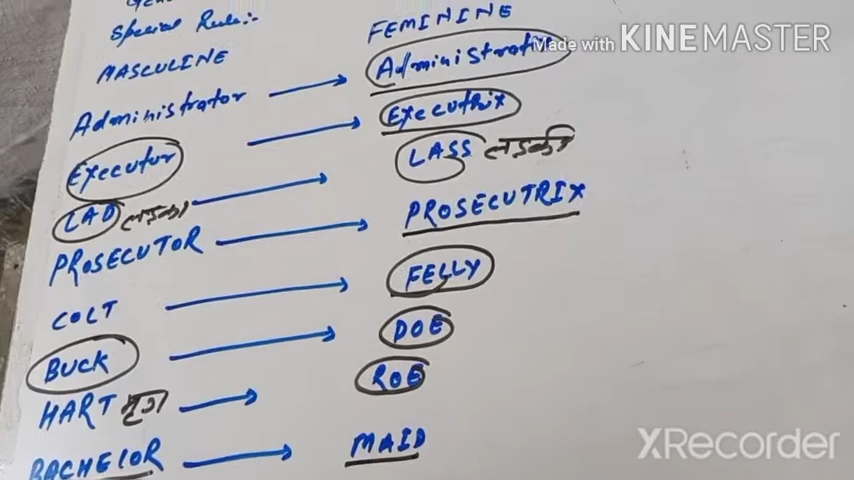 Special Rule:-
MASCULINE FEMININE
Administrator → Administratrix
Executor → Executrix
LAD लड़का → LASS लड़की
PROSECUTOR → PROSECUTRIX
COLT → FELLY
BUCK → DOE
HART मृग → ROE
BACHELOR → MAID
Made with KINEMASTER
XRecorder